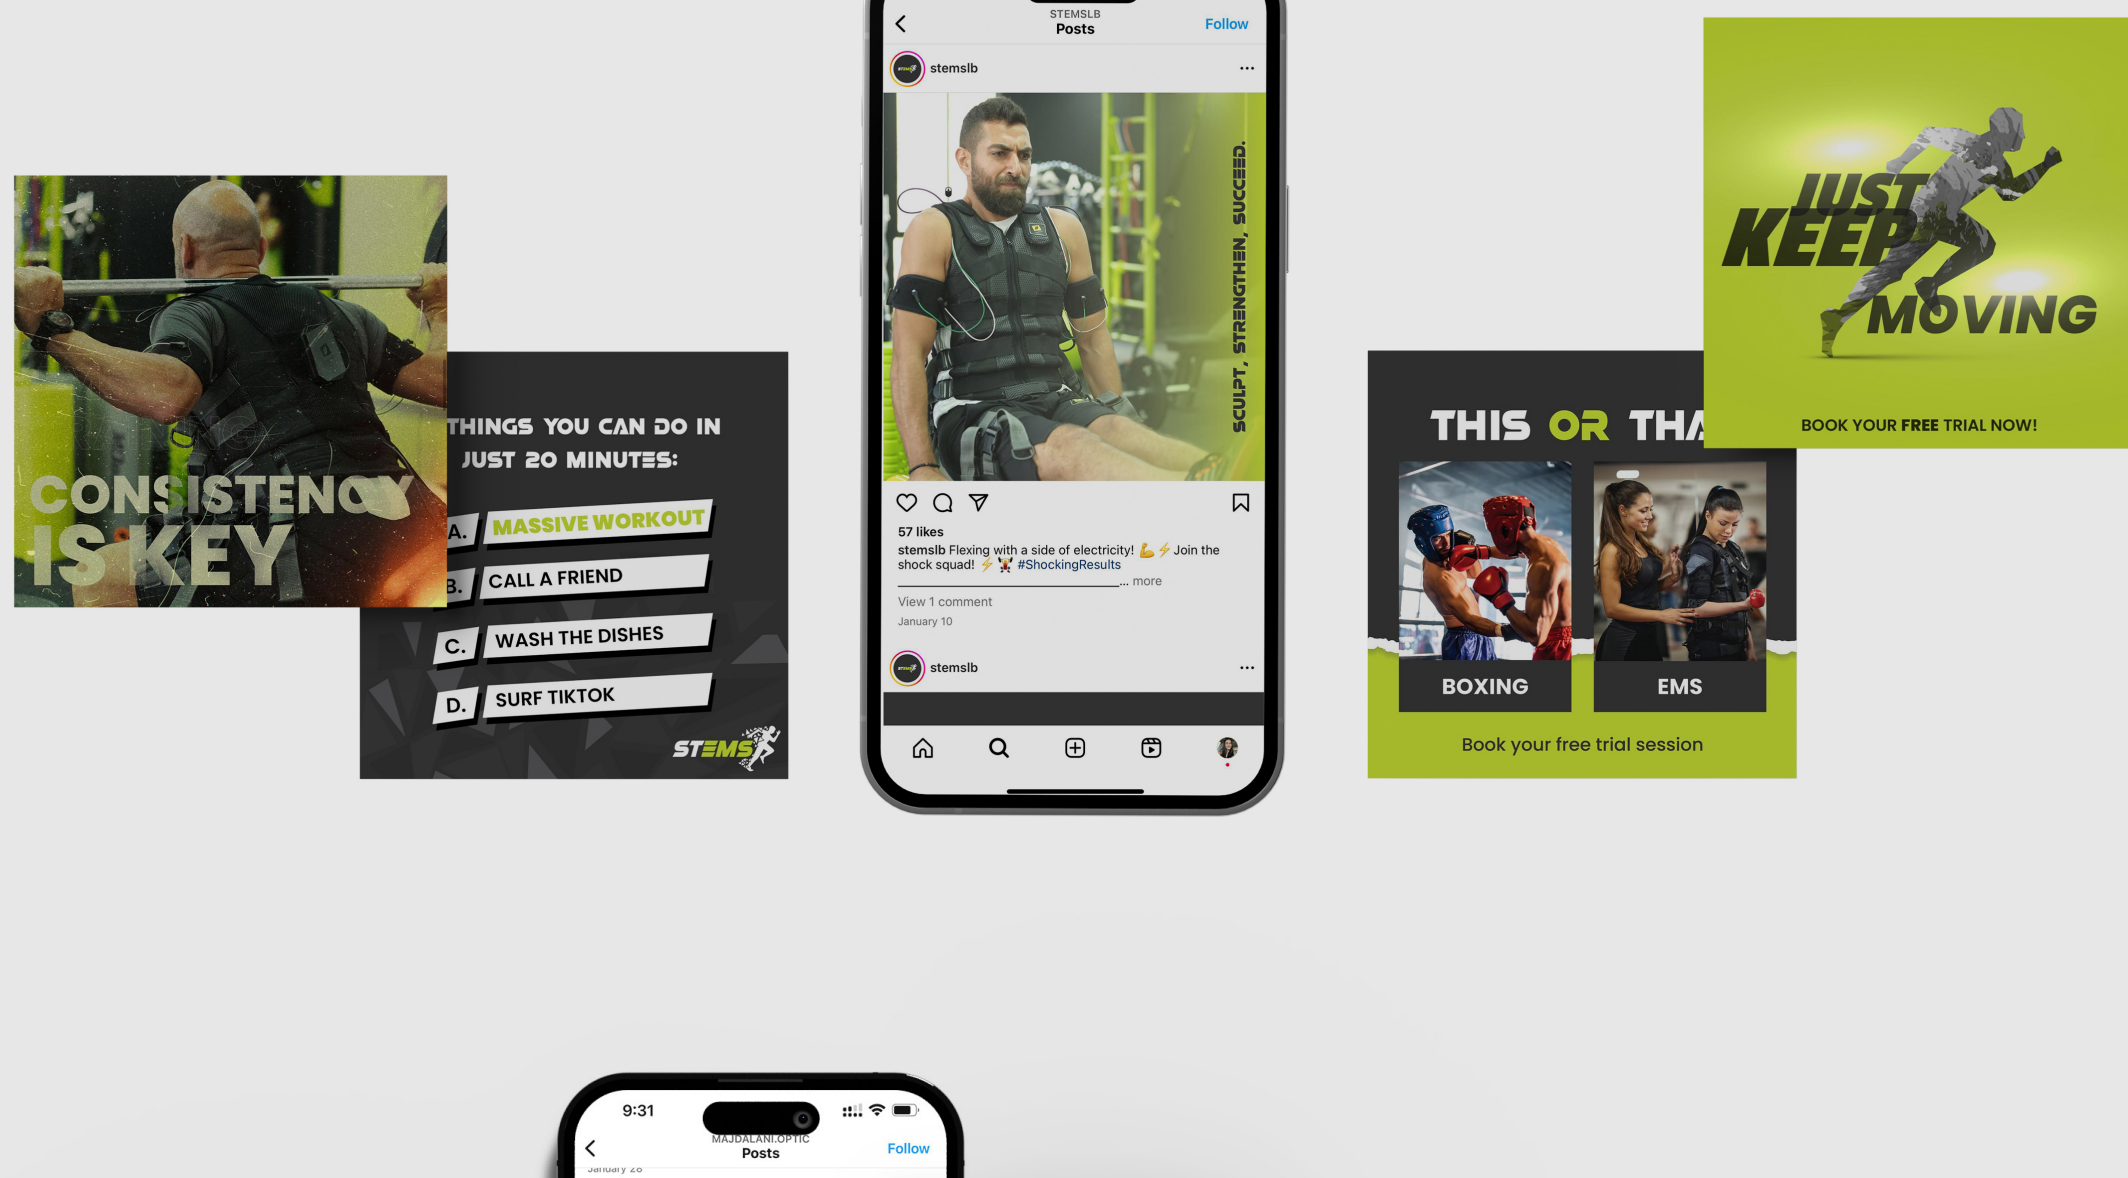 STEMSLB
Posts
Follow
stemslb
SCULPT, STRENGTHEN, SUCCEED.
57 likes
stemslb Flexing with a side of electricity! 💪⚡ Join the
shock squad! ⚡🏋️ #ShockingResults
... more
View 1 comment
January 10
stemslb
CONSISTENCY
IS KEY
THINGS YOU CAN DO IN
JUST 20 MINUTES:
A. MASSIVE WORKOUT
B. CALL A FRIEND
C. WASH THE DISHES
D. SURF TIKTOK
STEMS
THIS OR THA
BOXING
EMS
Book your free trial session
JUST
KEEP
MOVING
BOOK YOUR FREE TRIAL NOW!
9:31
MAJDALANI.OPTIC
Posts
Follow
January 28